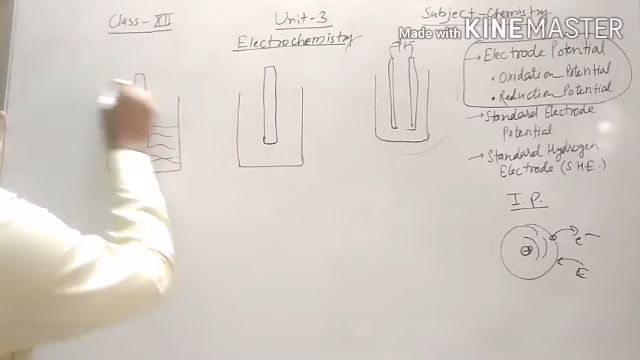 Class-XII
Unit-3
Subject-Chemistry
Electrochemistry
Made with KINEMASTER
→ Electrode Potential
• Oxidation Potential
• Reduction Potential
→ Standard Electrode
Potential
→ Standard Hydrogen
Electrode (S.H.E.)
I.P.
+
e-